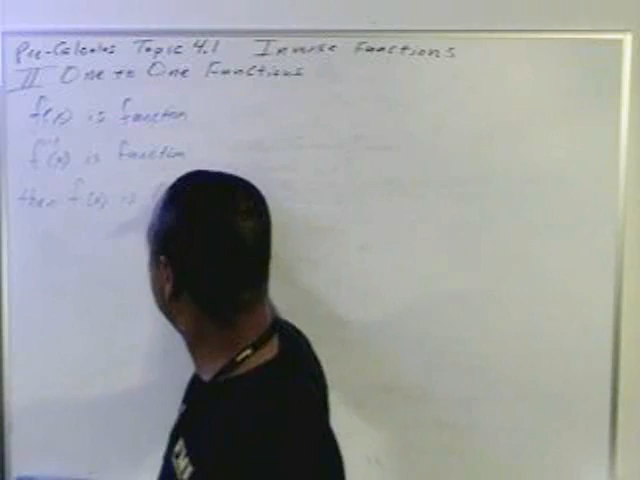 Pre-Calculus Topic 4.1 Inverse Functions
II One to One Functions
f(x) is function
f⁻¹(x) is function
then f(x) is